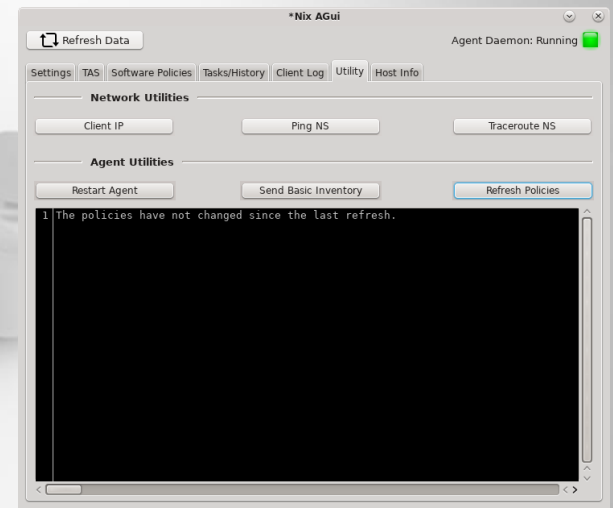 *Nix AGui
Refresh Data
Agent Daemon: Running
Settings TAS Software Policies Tasks/History Client Log Utility Host Info
Network Utilities
Client IP Ping NS Traceroute NS
Agent Utilities
Restart Agent Send Basic Inventory Refresh Policies
1 The policies have not changed since the last refresh.